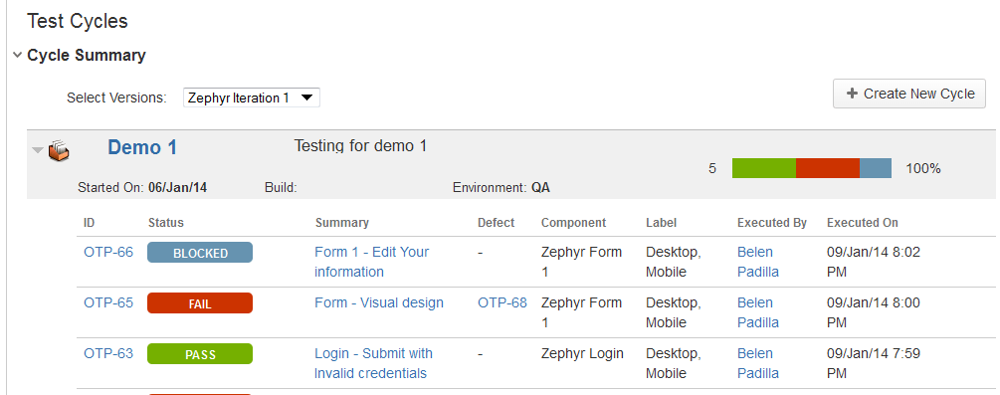 Test Cycles
Cycle Summary
Select Versions: Zephyr Iteration 1
+ Create New Cycle
Demo 1 Testing for demo 1
5 100%
Started On: 06/Jan/14 Build: Environment: QA
ID Status Summary Defect Component Label Executed By Executed On
OTP-66 BLOCKED Form 1 - Edit Your - Zephyr Form Desktop, Belen 09/Jan/14 8:02
information 1 Mobile Padilla PM
OTP-65 FAIL Form - Visual design OTP-68 Zephyr Form Desktop, Belen 09/Jan/14 8:00
1 Mobile Padilla PM
OTP-63 PASS Login - Submit with - Zephyr Login Desktop, Belen 09/Jan/14 7:59
Invalid credentials Mobile Padilla PM